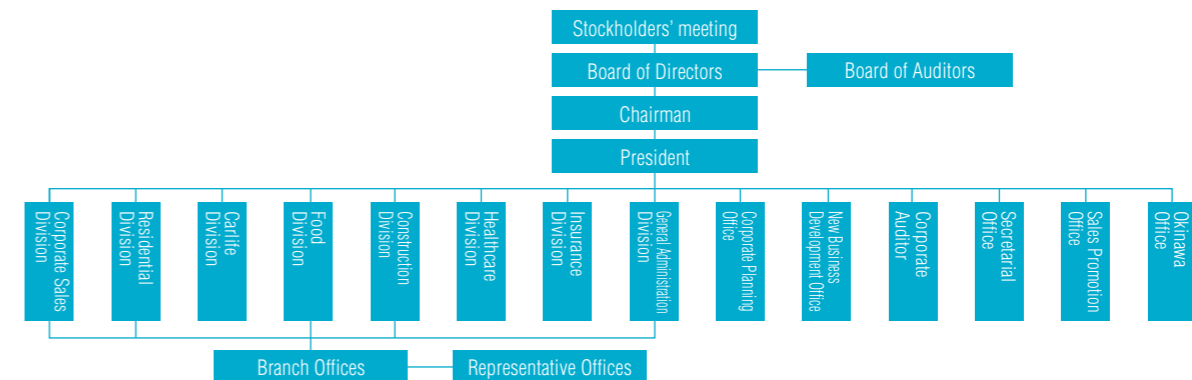 Stockholders’ meeting
Board of Directors
Board of Auditors
Chairman
President
Corporate Sales
Division
Residential
Division
Carlife
Division
Food
Division
Construction
Division
Healthcare
Division
Insurance
Division
General Administration
Division
Corporate Planning
Office
New Business
Development Office
Corporate
Auditor
Secretarial
Office
Sales Promotion
Office
Okinawa
Office
Branch Offices
Representative Offices